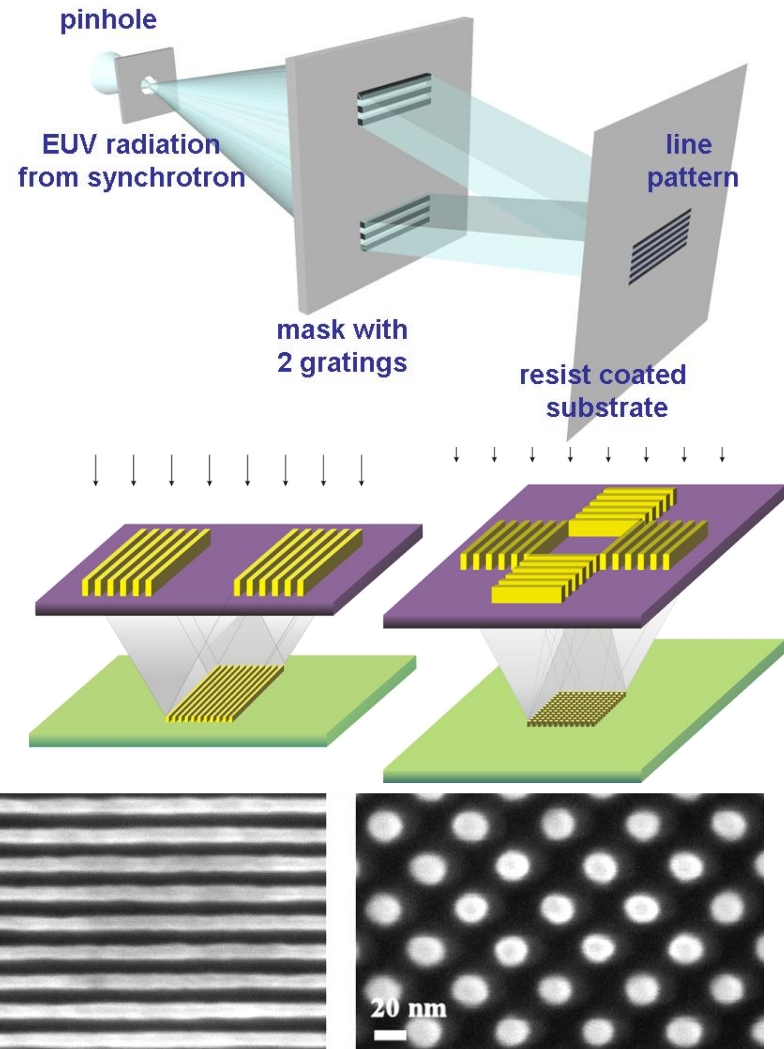 pinhole
EUV radiation
from synchrotron
line
pattern
mask with
2 gratings
resist coated
substrate
20 nm